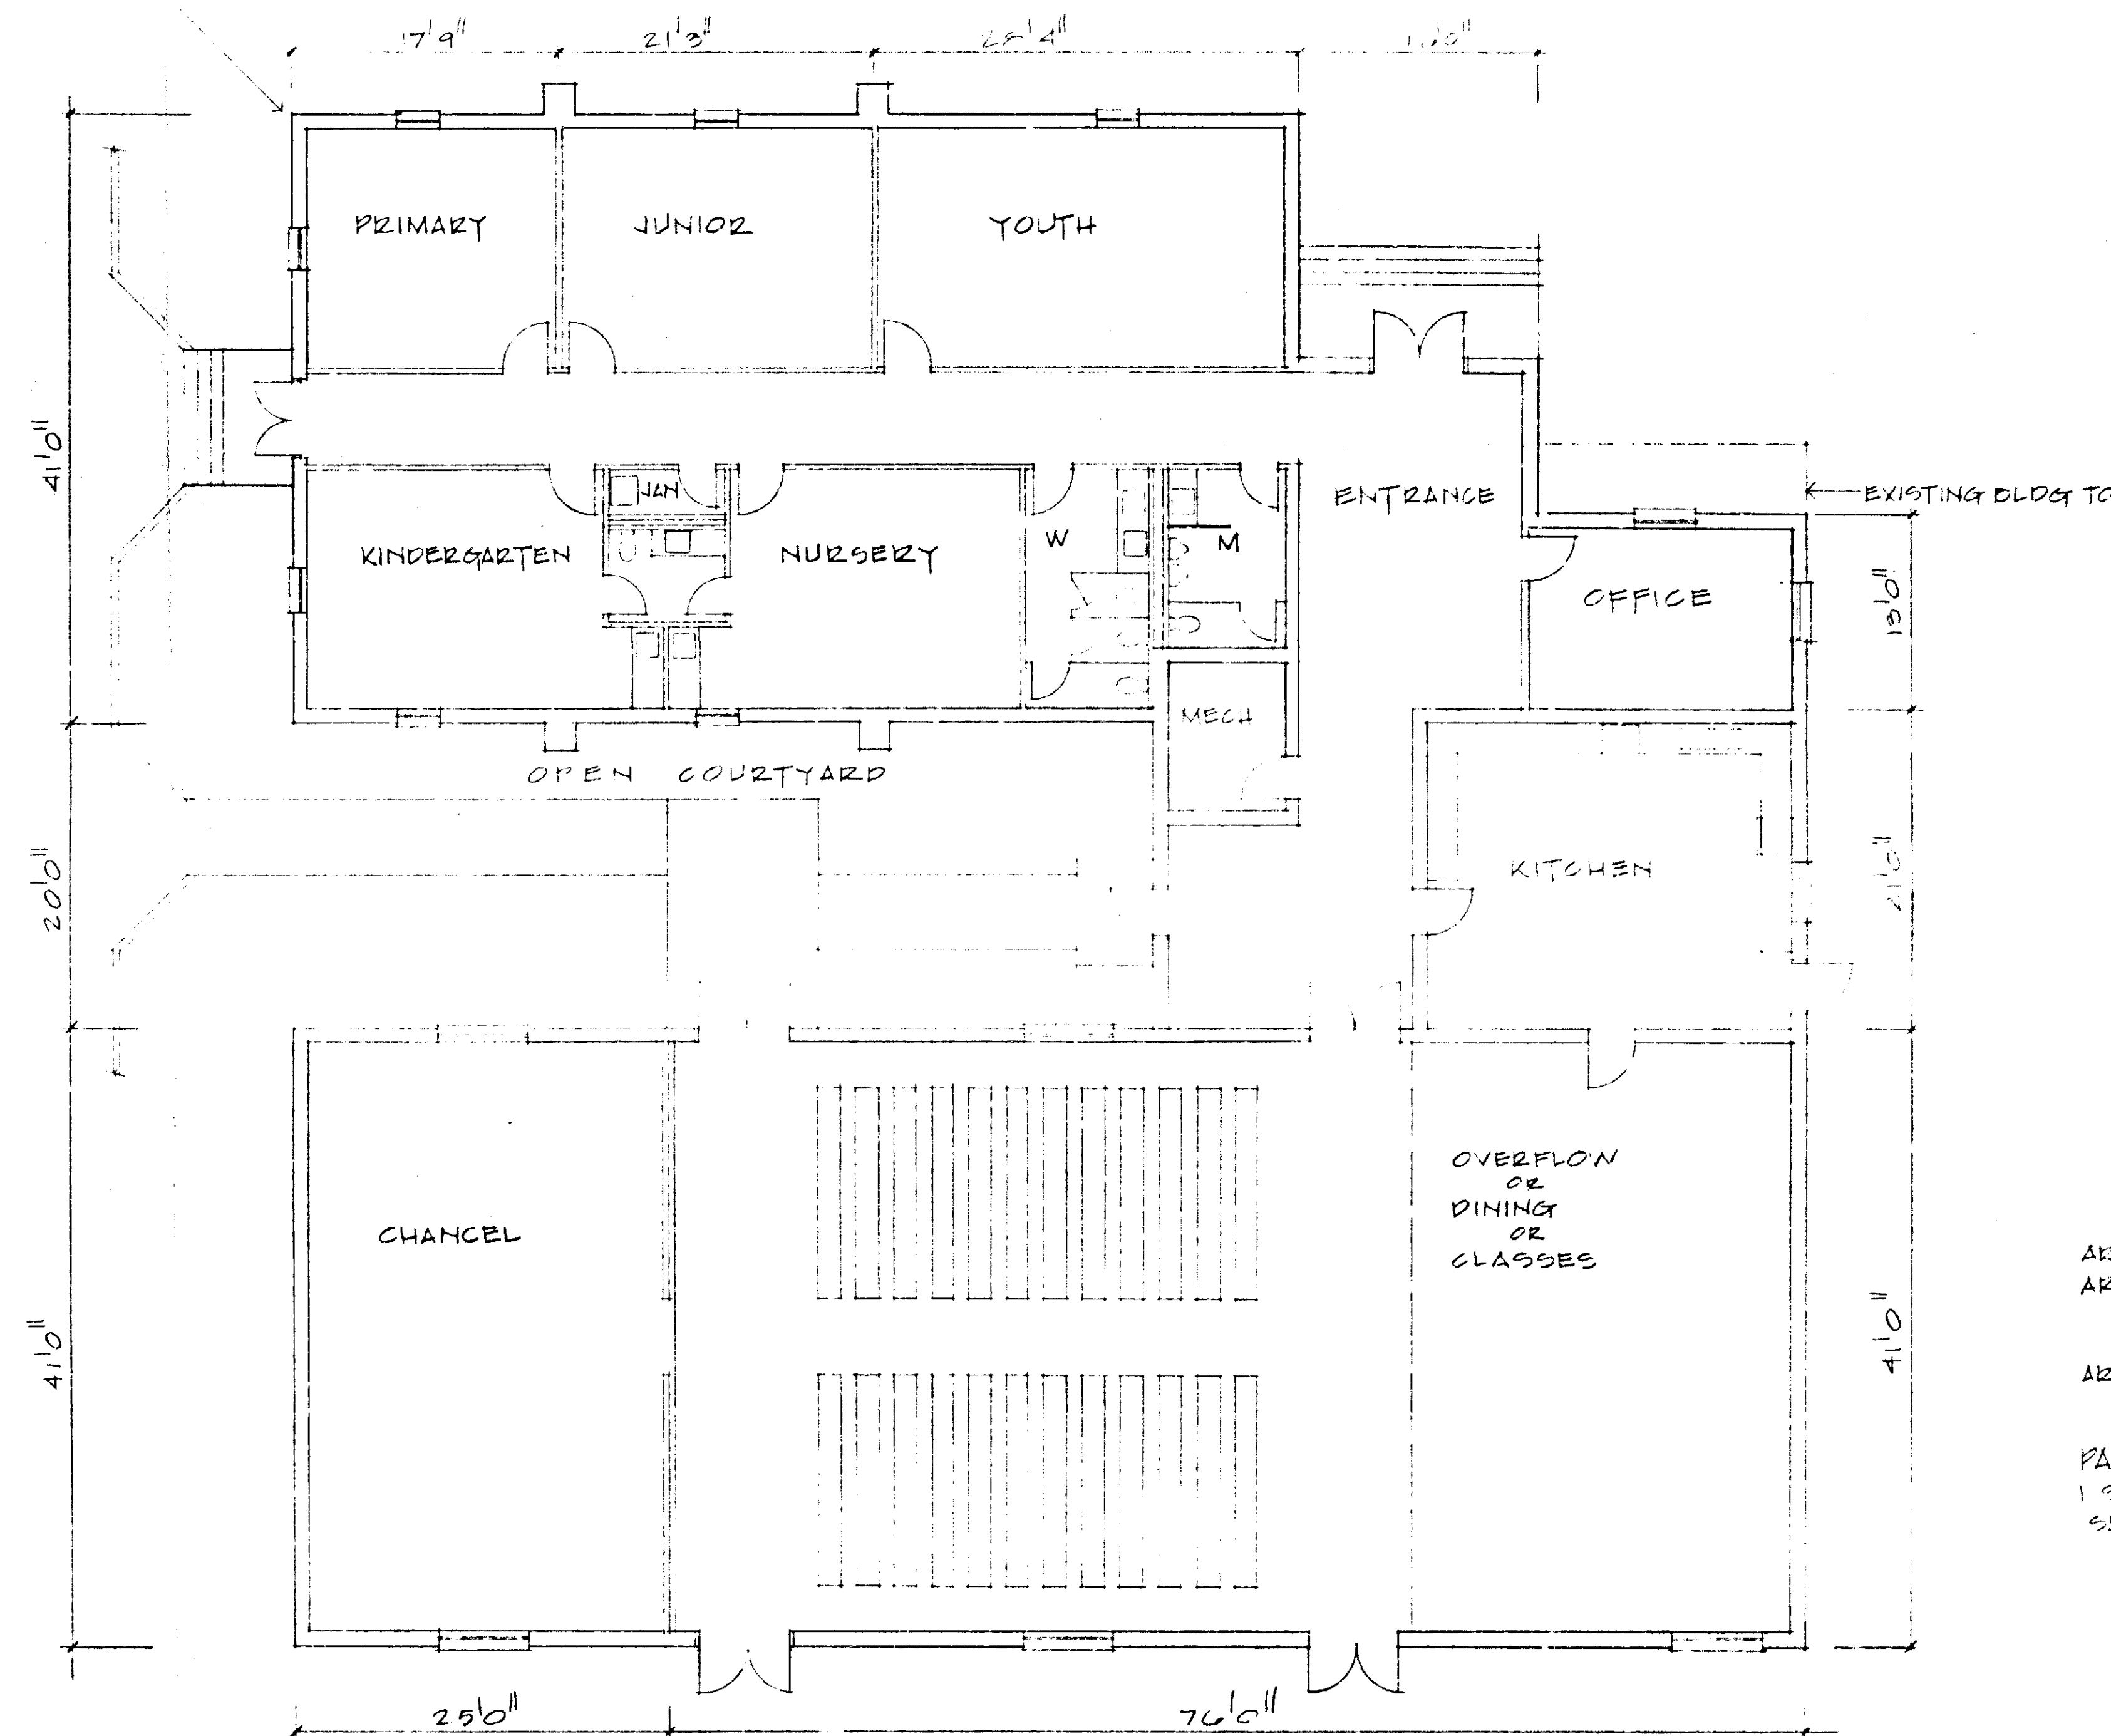 17'9"
21'3"
28'4"
PRIMARY
JUNIOR
YOUTH
41'0"
JAN
ENTRANCE
EXISTING BLDG TO
KINDERGARTEN
NURSERY
W
M
OFFICE
13'0"
MECH
OPEN COURTYARD
20'0"
KITCHEN
21'0"
OVERFLOW
OR
DINING
OR
CLASSES
CHANCEL
41'0"
41'0"
25'0"
76'0"